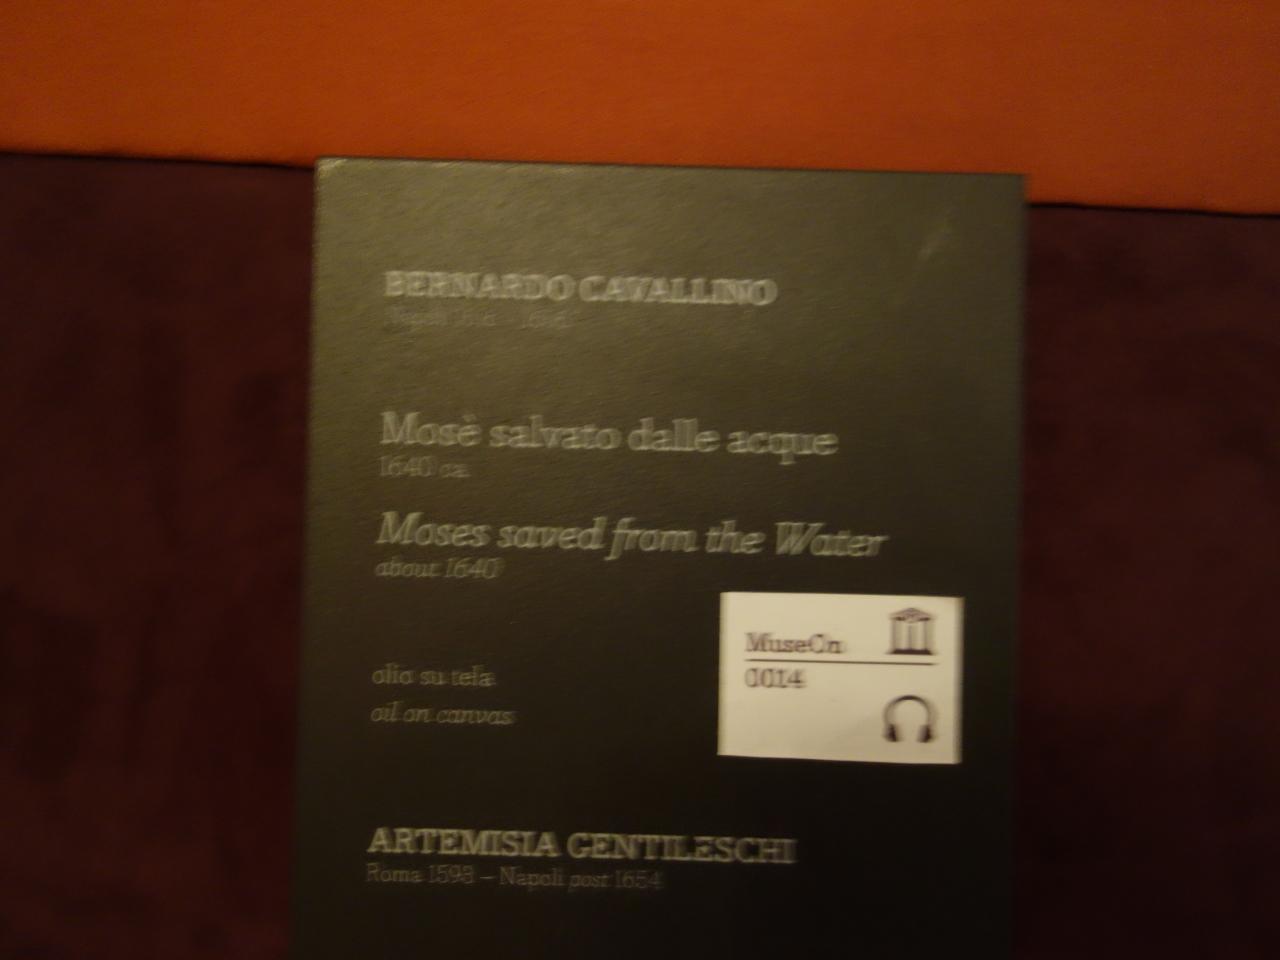 BERNARDO CAVALLINO
Napoli
Mosè salvato dalle acque
1640 ca.
Moses saved from the Water
about 1640
olio su tela
oil on canvas
MuseOn
0014
ARTEMISIA GENTILESCHI
Roma 1593 – Napoli post 1654